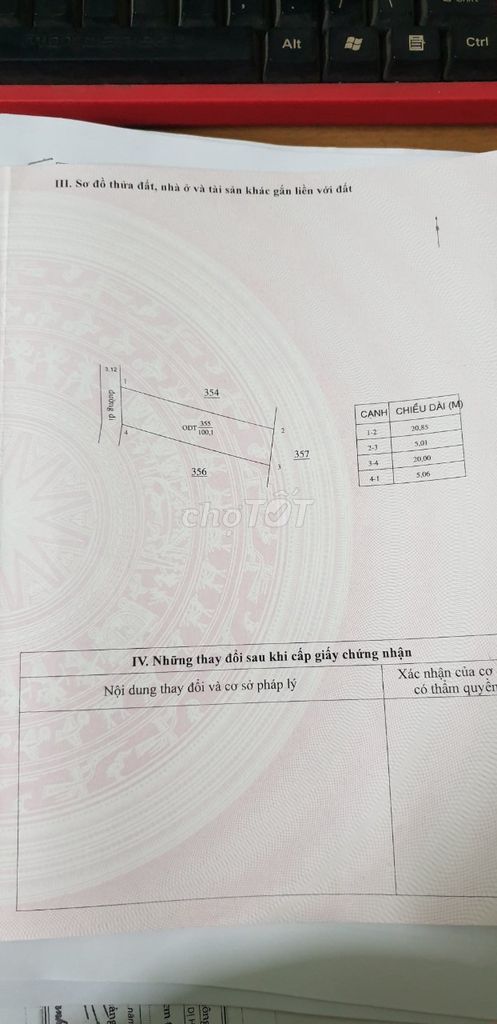 Alt
Ctrl
III. Sơ đồ thửa đất, nhà ở và tài sản khác gắn liền với đất
3.12
đường đi
1
354
2
ODT 355
100,1
4
3
357
356
CẠNH CHIỀU DÀI (M)
1-2 20,85
2-3 5,01
3-4 20,00
4-1 5,06
chợTỐT
IV. Những thay đổi sau khi cấp giấy chứng nhận
Nội dung thay đổi và cơ sở pháp lý
Xác nhận của cơ
có thẩm quyền